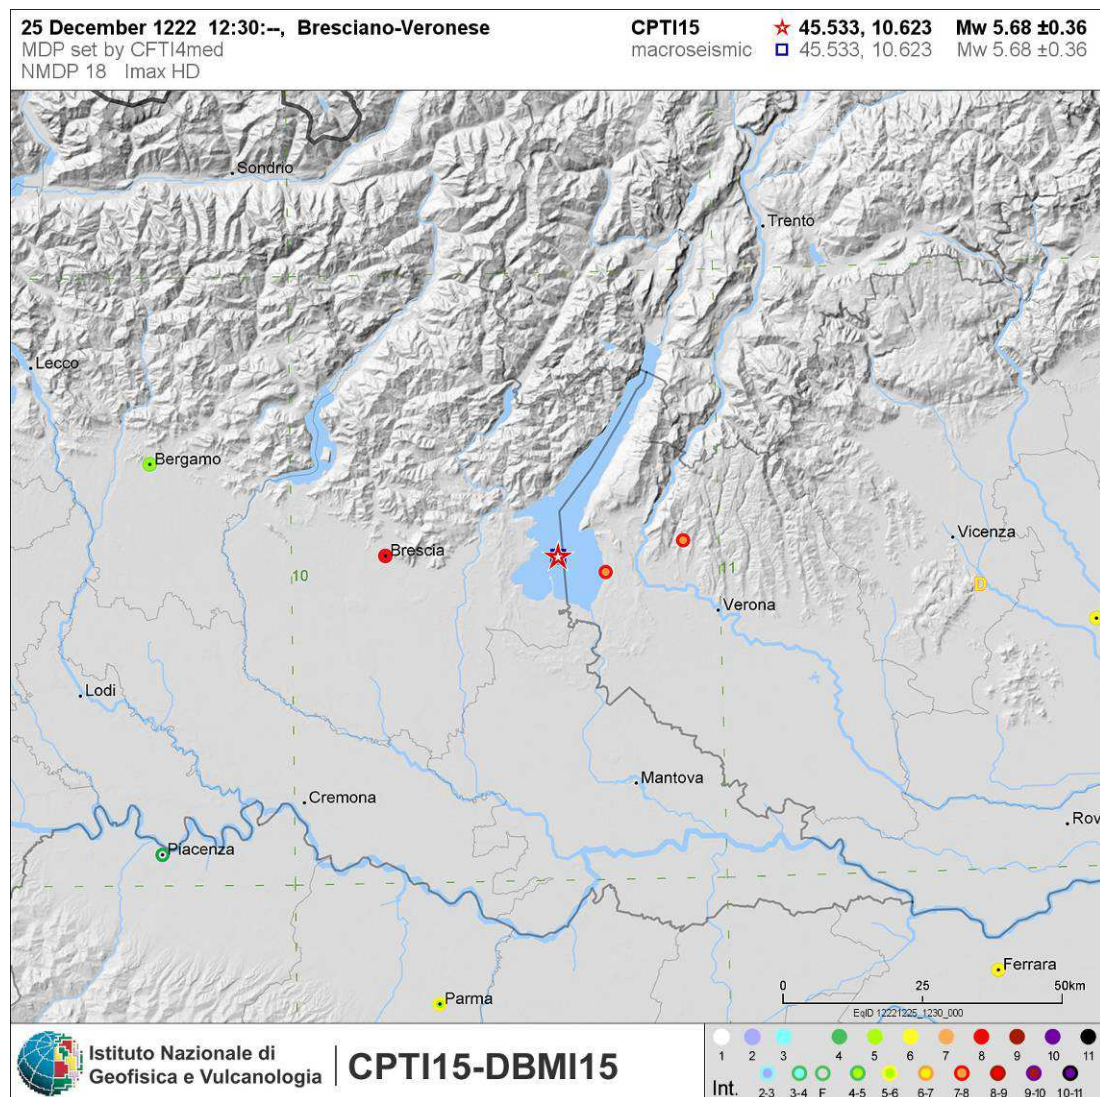 25 December 1222 12:30:--, Bresciano-Veronese
MDP set by CFTI4med
NMDP 18 Imax HD
CPTI15 45.533, 10.623 Mw 5.68 ±0.36
macroseismic 45.533, 10.623 Mw 5.68 ±0.36
Sondrio
Trento
Lecco
Bergamo
Brescia
Vicenza
10
11
D
Verona
Lodi
Mantova
Cremona
Rov
Piacenza
Ferrara
Parma
0 25 50km
EqID 12221225_1230_000
Istituto Nazionale di
Geofisica e Vulcanologia
CPTI15-DBMI15
1 2 3 4 5 6 7 8 9 10 11
Int. 2-3 3-4 F 4-5 5-6 6-7 7-8 8-9 9-10 10-11